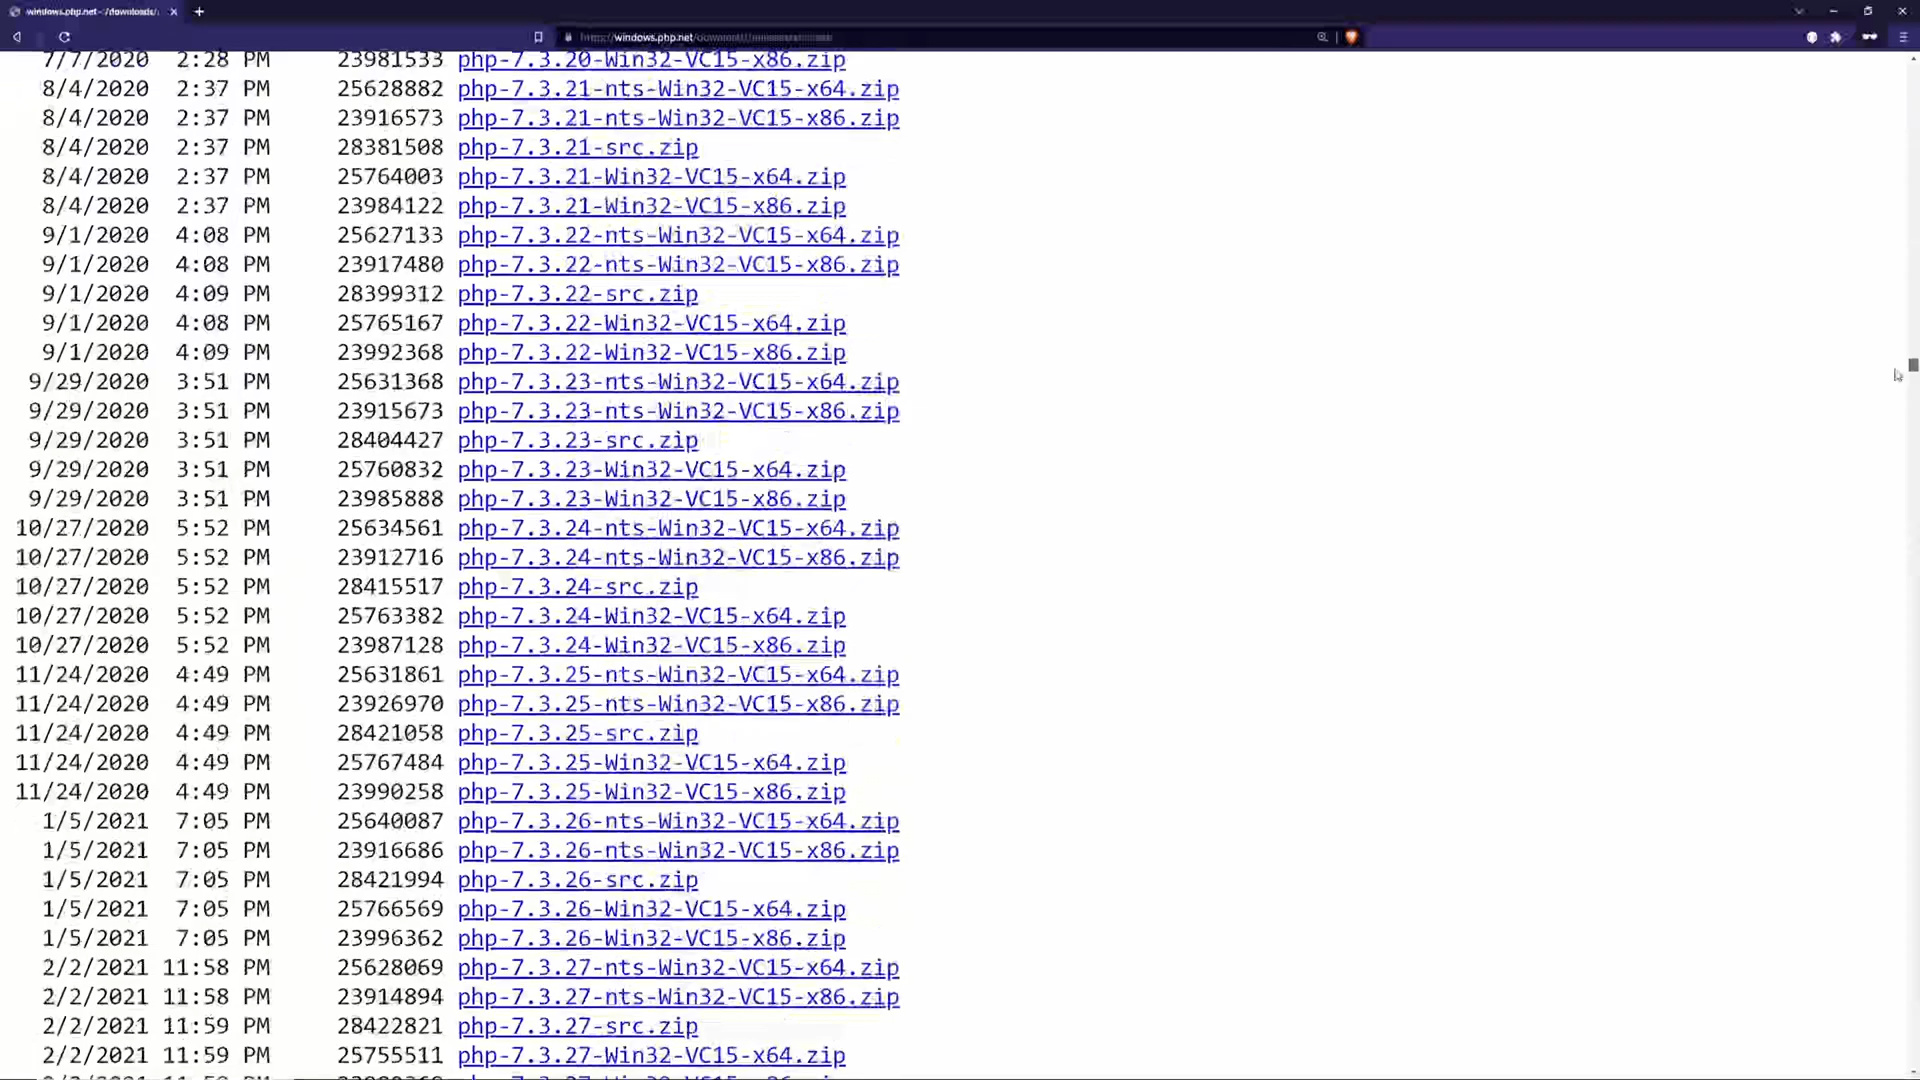 windows.php.net - /downloads/
windows.php.net/downl
7/7/2020 2:28 PM 23981533 php-7.3.20-Win32-VC15-x86.zip
8/4/2020 2:37 PM 25628882 php-7.3.21-nts-Win32-VC15-x64.zip
8/4/2020 2:37 PM 23916573 php-7.3.21-nts-Win32-VC15-x86.zip
8/4/2020 2:37 PM 28381508 php-7.3.21-src.zip
8/4/2020 2:37 PM 25764003 php-7.3.21-Win32-VC15-x64.zip
8/4/2020 2:37 PM 23984122 php-7.3.21-Win32-VC15-x86.zip
9/1/2020 4:08 PM 25627133 php-7.3.22-nts-Win32-VC15-x64.zip
9/1/2020 4:08 PM 23917480 php-7.3.22-nts-Win32-VC15-x86.zip
9/1/2020 4:09 PM 28399312 php-7.3.22-src.zip
9/1/2020 4:08 PM 25765167 php-7.3.22-Win32-VC15-x64.zip
9/1/2020 4:09 PM 23992368 php-7.3.22-Win32-VC15-x86.zip
9/29/2020 3:51 PM 25631368 php-7.3.23-nts-Win32-VC15-x64.zip
9/29/2020 3:51 PM 23915673 php-7.3.23-nts-Win32-VC15-x86.zip
9/29/2020 3:51 PM 28404427 php-7.3.23-src.zip
9/29/2020 3:51 PM 25760832 php-7.3.23-Win32-VC15-x64.zip
9/29/2020 3:51 PM 23985888 php-7.3.23-Win32-VC15-x86.zip
10/27/2020 5:52 PM 25634561 php-7.3.24-nts-Win32-VC15-x64.zip
10/27/2020 5:52 PM 23912716 php-7.3.24-nts-Win32-VC15-x86.zip
10/27/2020 5:52 PM 28415517 php-7.3.24-src.zip
10/27/2020 5:52 PM 25763382 php-7.3.24-Win32-VC15-x64.zip
10/27/2020 5:52 PM 23987128 php-7.3.24-Win32-VC15-x86.zip
11/24/2020 4:49 PM 25631861 php-7.3.25-nts-Win32-VC15-x64.zip
11/24/2020 4:49 PM 23926970 php-7.3.25-nts-Win32-VC15-x86.zip
11/24/2020 4:49 PM 28421058 php-7.3.25-src.zip
11/24/2020 4:49 PM 25767484 php-7.3.25-Win32-VC15-x64.zip
11/24/2020 4:49 PM 23990258 php-7.3.25-Win32-VC15-x86.zip
1/5/2021 7:05 PM 25640087 php-7.3.26-nts-Win32-VC15-x64.zip
1/5/2021 7:05 PM 23916686 php-7.3.26-nts-Win32-VC15-x86.zip
1/5/2021 7:05 PM 28421994 php-7.3.26-src.zip
1/5/2021 7:05 PM 25766569 php-7.3.26-Win32-VC15-x64.zip
1/5/2021 7:05 PM 23996362 php-7.3.26-Win32-VC15-x86.zip
2/2/2021 11:58 PM 25628069 php-7.3.27-nts-Win32-VC15-x64.zip
2/2/2021 11:58 PM 23914894 php-7.3.27-nts-Win32-VC15-x86.zip
2/2/2021 11:59 PM 28422821 php-7.3.27-src.zip
2/2/2021 11:59 PM 25755511 php-7.3.27-Win32-VC15-x64.zip